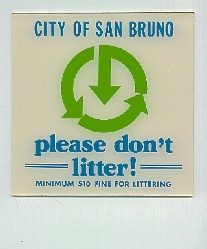 CITY OF SAN BRUNO
please don't
litter!
MINIMUM $10 FINE FOR LITTERING